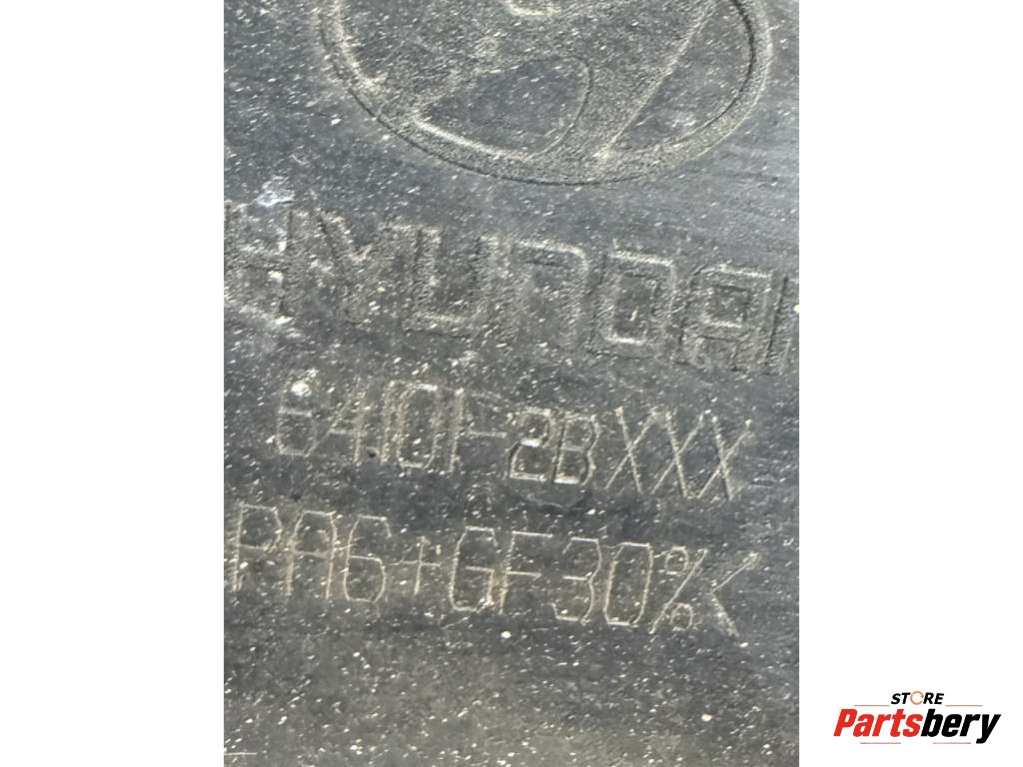 HYUNDAI
64101-2BXXX
PA6+GF30%<
STORE
Partsbery